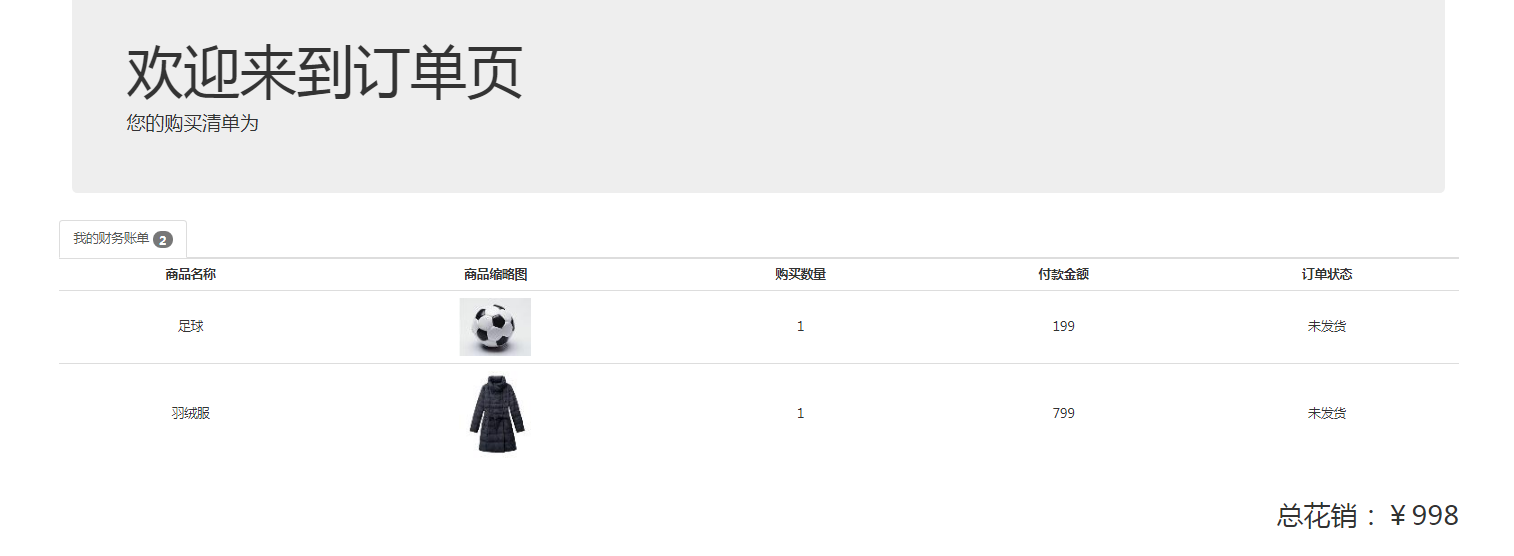 欢迎来到订单页
您的购买清单为
我的财务账单 2
商品名称 商品缩略图 购买数量 付款金额 订单状态
足球 1 199 未发货
羽绒服 1 799 未发货
总花销：￥998